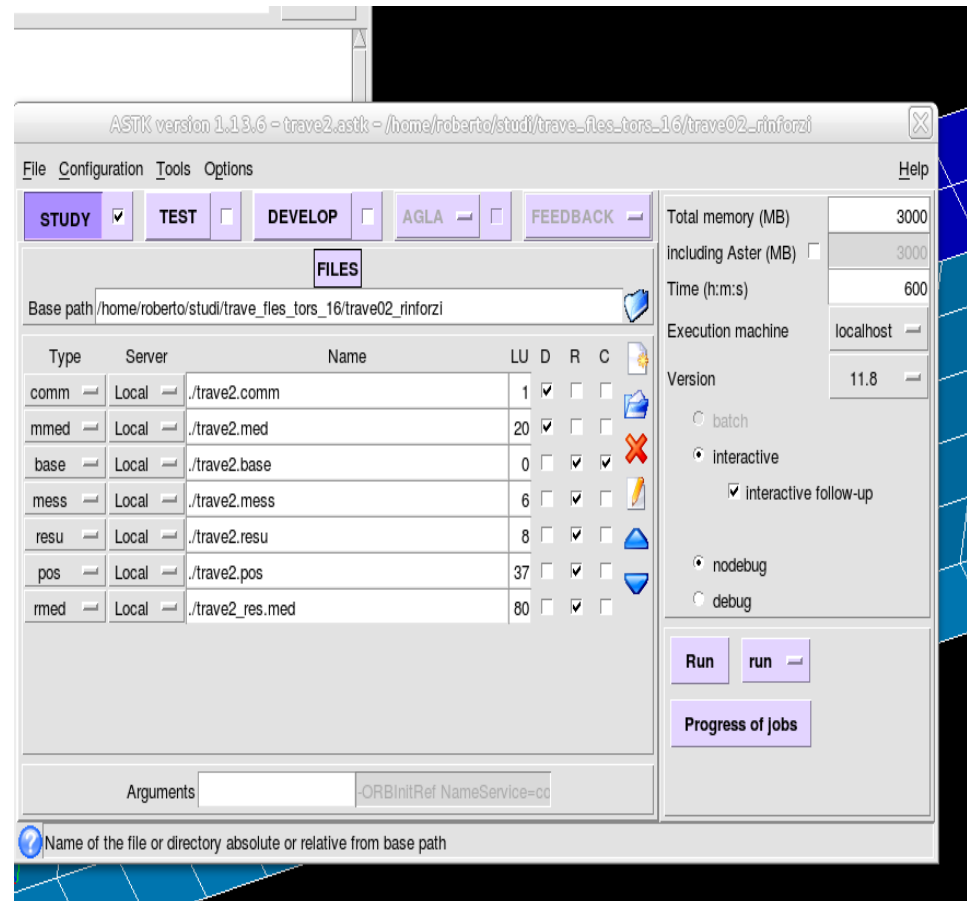 ASTK version 1.13.6 - trave2.astk - /home/roberto/studi/trave_fles_tors_16/trave02_rinforzi
File Configuration Tools Options Help
STUDY TEST DEVELOP AGLA FEEDBACK
FILES
Base path /home/roberto/studi/trave_fles_tors_16/trave02_rinforzi
Type Server Name LU D R C
comm Local ./trave2.comm 1
mmed Local ./trave2.med 20
base Local ./trave2.base 0
mess Local ./trave2.mess 6
resu Local ./trave2.resu 8
pos Local ./trave2.pos 37
rmed Local ./trave2_res.med 80
Arguments -ORBInitRef NameService=co
Total memory (MB) 3000
including Aster (MB) 3000
Time (h:m:s) 600
Execution machine localhost
Version 11.8
batch
interactive
interactive follow-up
nodebug
debug
Run run
Progress of jobs
Name of the file or directory absolute or relative from base path